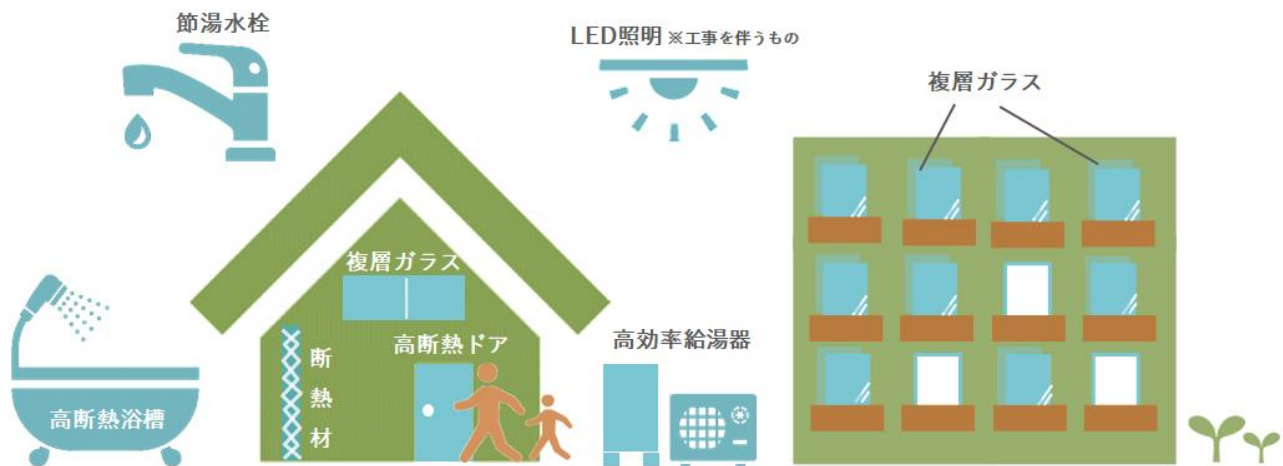 節湯水栓
LED照明 ※工事を伴うもの
複層ガラス
複層ガラス
高断熱ドア
断熱材
高効率給湯器
高断熱浴槽